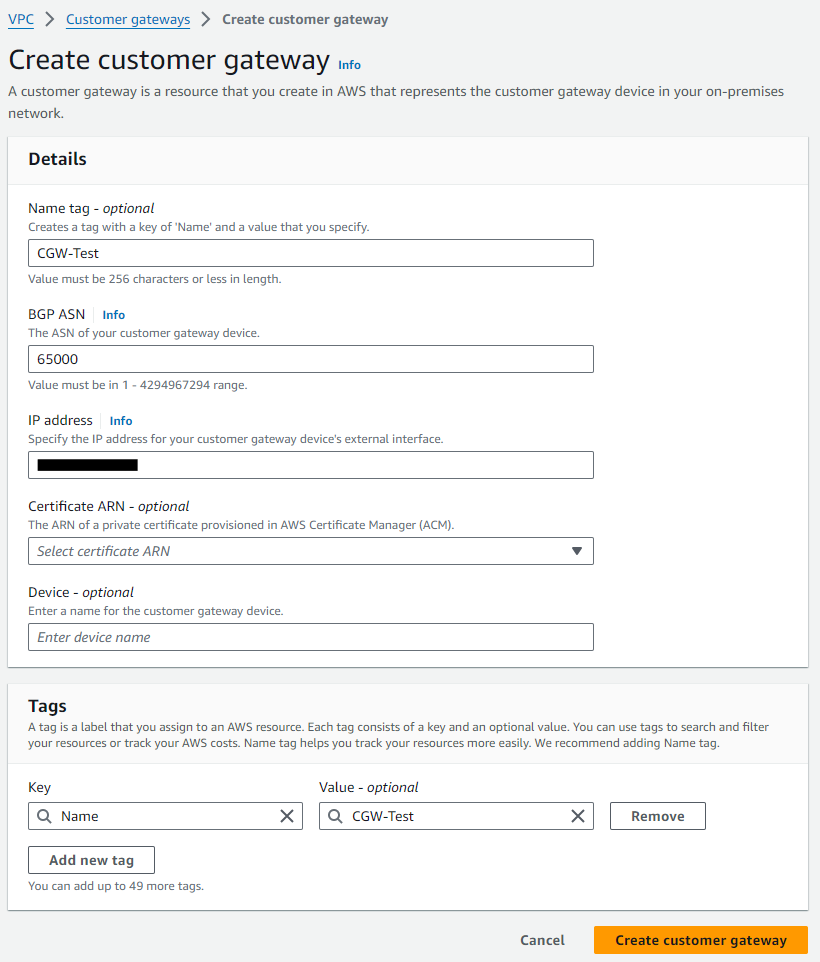 VPC > Customer gateways > Create customer gateway
Create customer gateway Info
A customer gateway is a resource that you create in AWS that represents the customer gateway device in your on-premises
network.
Details
Name tag - optional
Creates a tag with a key of 'Name' and a value that you specify.
CGW-Test
Value must be 256 characters or less in length.
BGP ASN Info
The ASN of your customer gateway device.
65000
Value must be in 1 - 4294967294 range.
IP address Info
Specify the IP address for your customer gateway device's external interface.
Certificate ARN - optional
The ARN of a private certificate provisioned in AWS Certificate Manager (ACM).
Select certificate ARN
Device - optional
Enter a name for the customer gateway device.
Enter device name
Tags
A tag is a label that you assign to an AWS resource. Each tag consists of a key and an optional value. You can use tags to search and filter
your resources or track your AWS costs. Name tag helps you track your resources more easily. We recommend adding Name tag.
Key Value - optional
Name CGW-Test Remove
Add new tag
You can add up to 49 more tags.
Cancel Create customer gateway